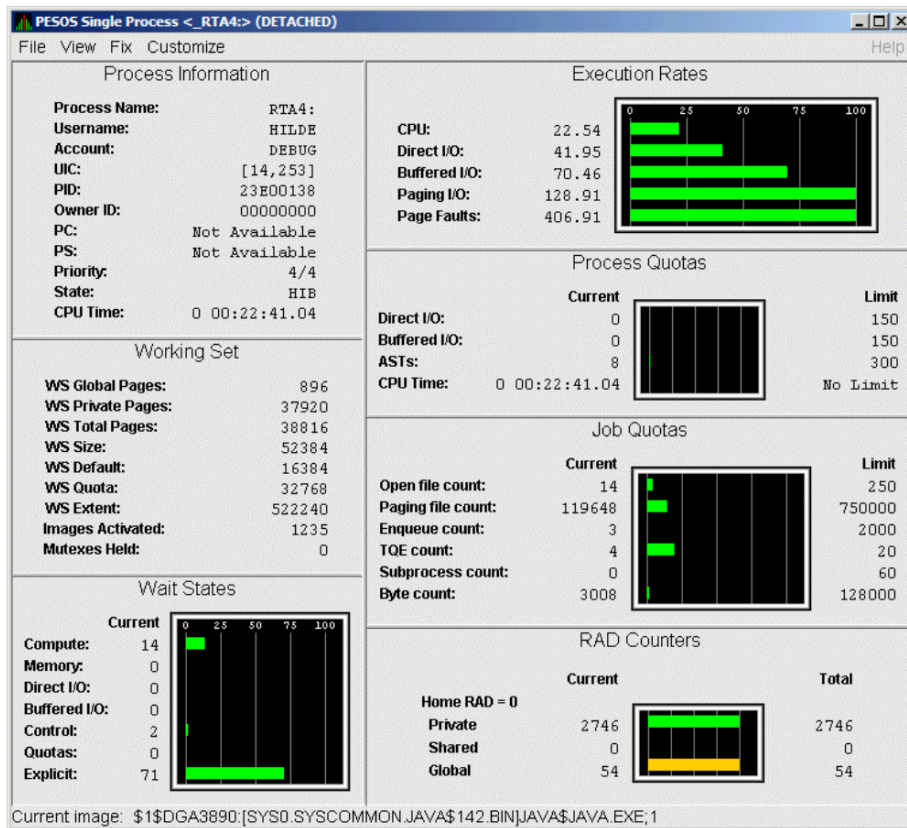 PESOS Single Process <_RTA4:> (DETACHED)
File View Fix Customize Help
Process Information
Process Name: RTA4:
Username: HILDE
Account: DEBUG
UIC: [14,253]
PID: 23E00138
Owner ID: 00000000
PC: Not Available
PS: Not Available
Priority: 4/4
State: HIB
CPU Time: 0 00:22:41.04
Working Set
WS Global Pages: 896
WS Private Pages: 37920
WS Total Pages: 38816
WS Size: 52384
WS Default: 16384
WS Quota: 32768
WS Extent: 522240
Images Activated: 1235
Mutexes Held: 0
Wait States
Current 0 25 50 75 100
Compute: 14
Memory: 0
Direct I/O: 0
Buffered I/O: 0
Control: 2
Quotas: 0
Explicit: 71
Execution Rates
0 25 50 75 100
CPU: 22.54
Direct I/O: 41.95
Buffered I/O: 70.46
Paging I/O: 128.91
Page Faults: 406.91
Process Quotas
Current Limit
Direct I/O: 0 150
Buffered I/O: 0 150
ASTs: 8 300
CPU Time: 0 00:22:41.04 No Limit
Job Quotas
Current Limit
Open file count: 14 250
Paging file count: 119648 750000
Enqueue count: 3 2000
TQE count: 4 20
Subprocess count: 0 60
Byte count: 3008 128000
RAD Counters
Current Total
Home RAD = 0
Private 2746 2746
Shared 0 0
Global 54 54
Current image: $1$DGA3890:[SYS0.SYSCOMMON.JAVA$142.BIN]JAVA$JAVA.EXE;1